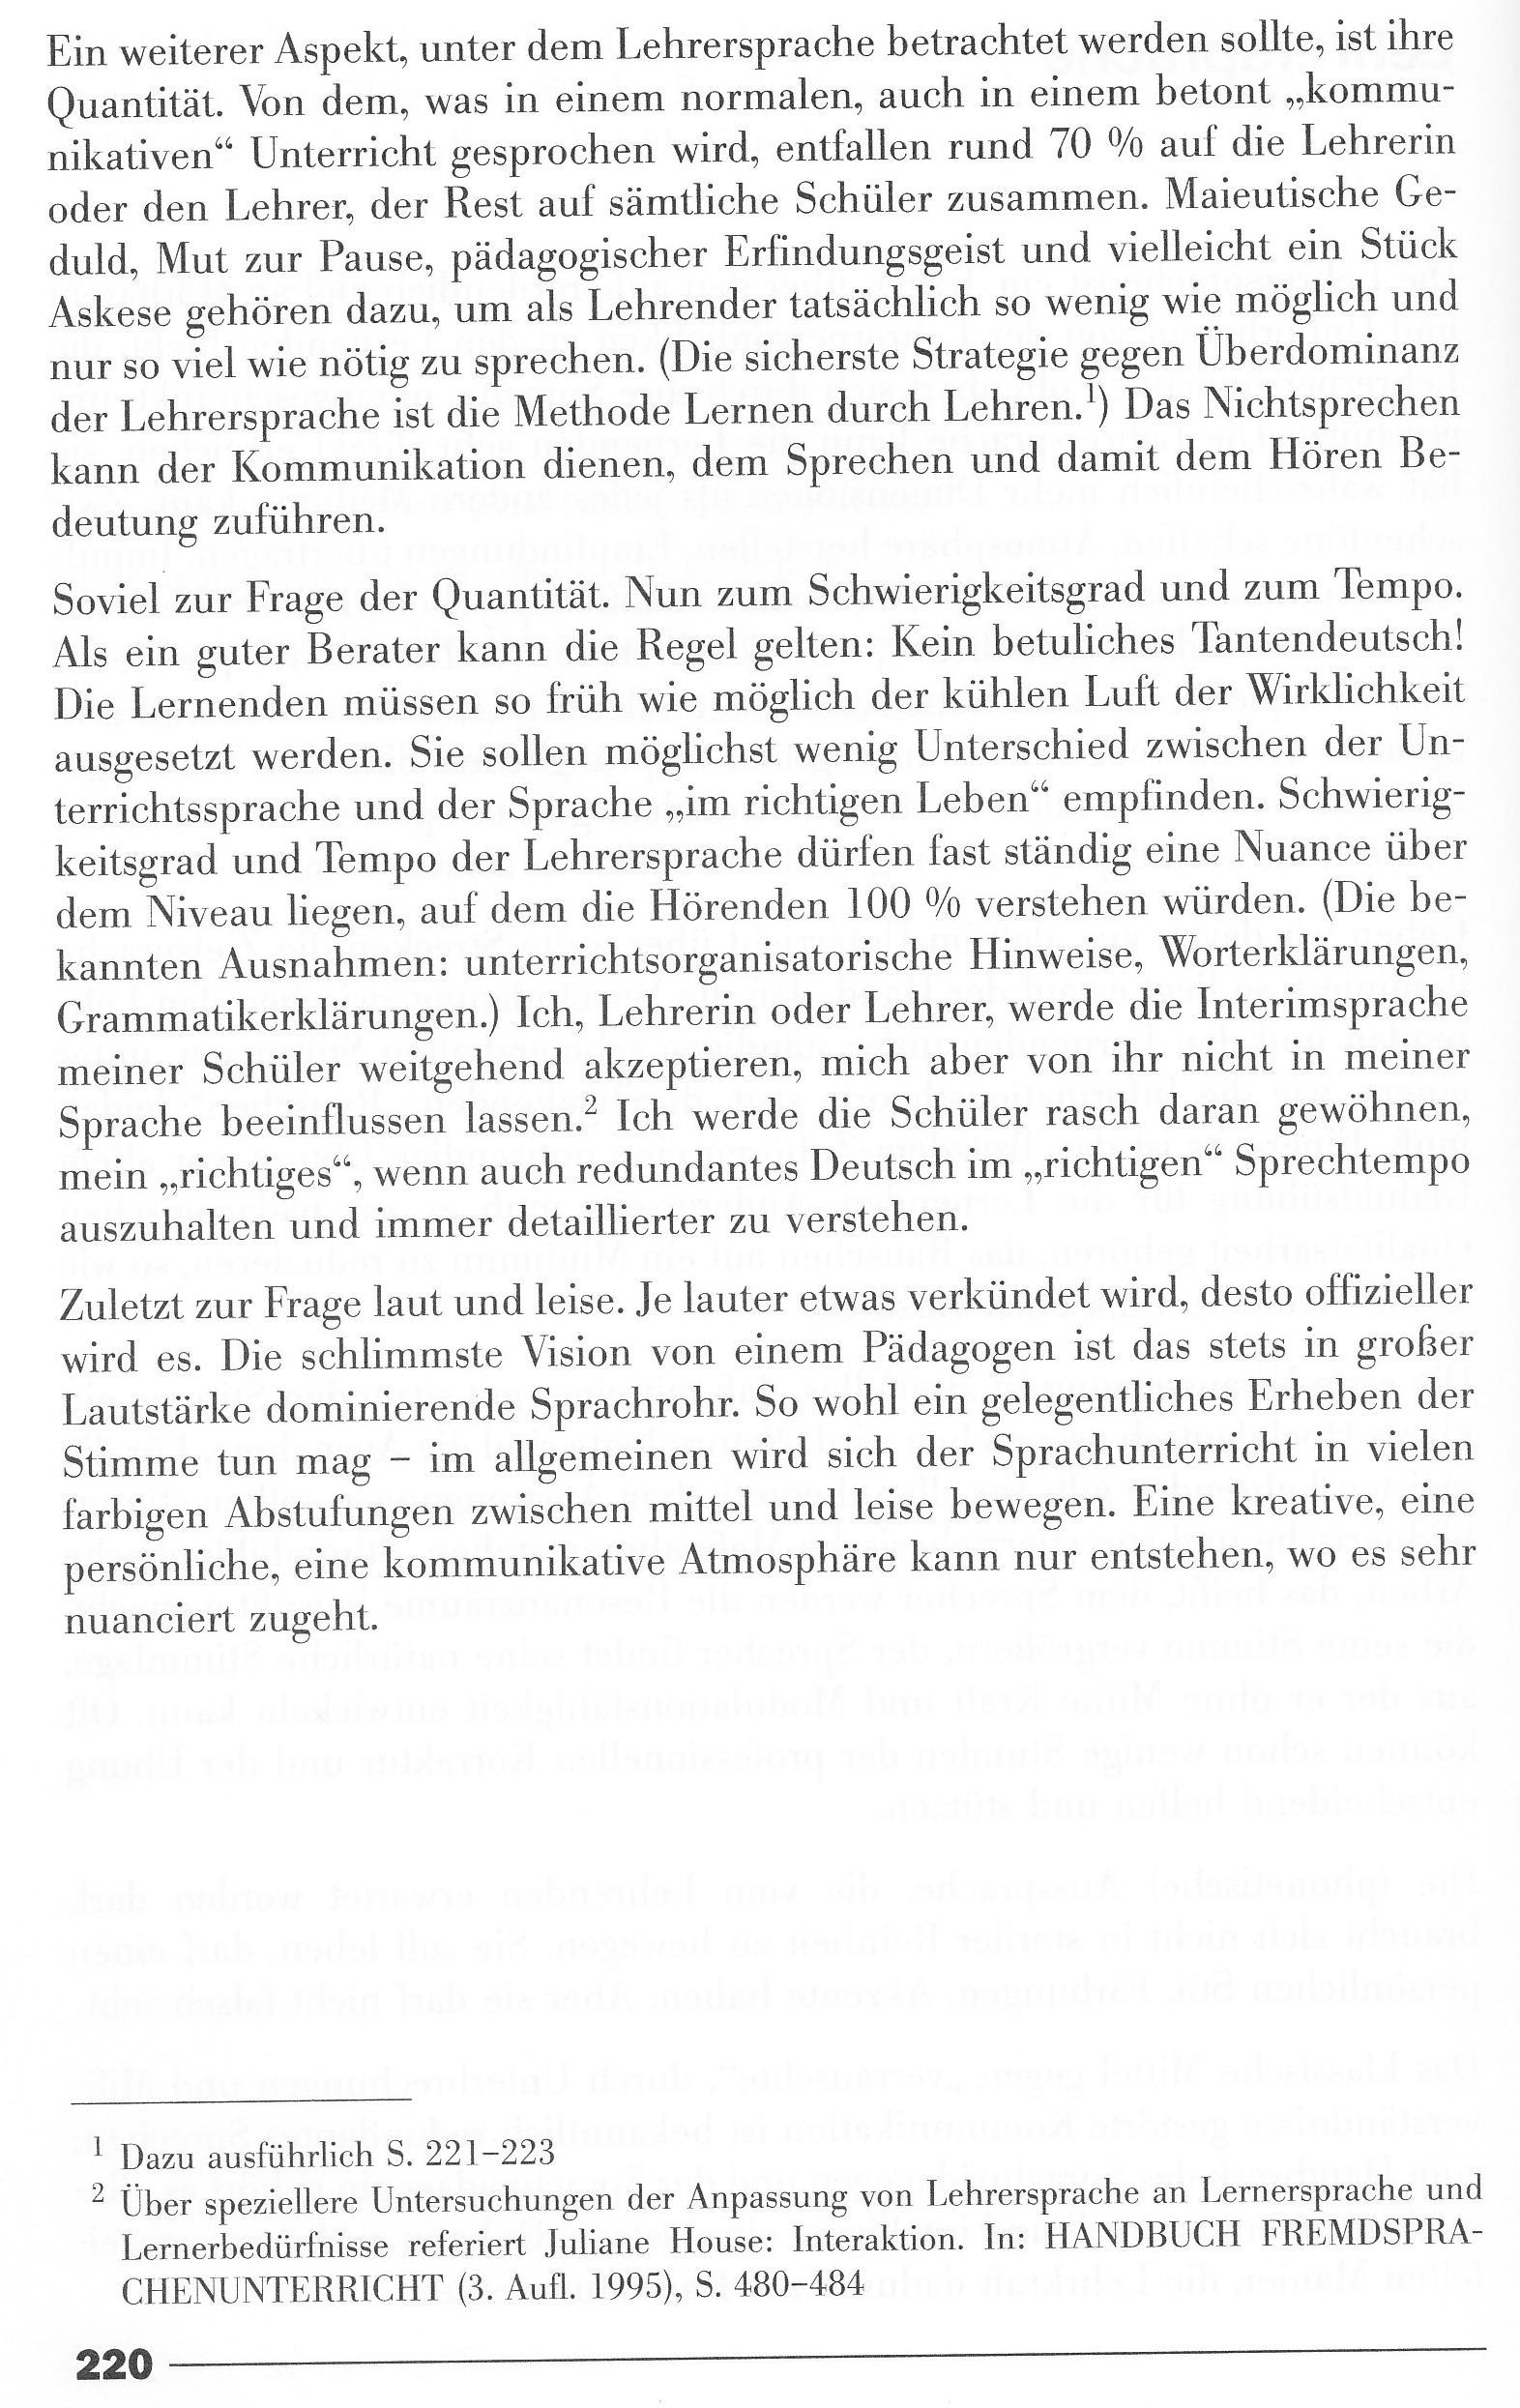 Ein weiterer Aspekt, unter dem Lehrersprache betrachtet werden sollte, ist ihre
Quantität. Von dem, was in einem normalen, auch in einem betont „kommu-
nikativen“ Unterricht gesprochen wird, entfallen rund 70 % auf die Lehrerin
oder den Lehrer, der Rest auf sämtliche Schüler zusammen. Maieutische Ge-
duld, Mut zur Pause, pädagogischer Erfindungsgeist und vielleicht ein Stück
Askese gehören dazu, um als Lehrender tatsächlich so wenig wie möglich und
nur so viel wie nötig zu sprechen. (Die sicherste Strategie gegen Überdominanz
der Lehrersprache ist die Methode Lernen durch Lehren.¹) Das Nichtsprechen
kann der Kommunikation dienen, dem Sprechen und damit dem Hören Be-
deutung zuführen.
Soviel zur Frage der Quantität. Nun zum Schwierigkeitsgrad und zum Tempo.
Als ein guter Berater kann die Regel gelten: Kein betuliches Tantendeutsch!
Die Lernenden müssen so früh wie möglich der kühlen Luft der Wirklichkeit
ausgesetzt werden. Sie sollen möglichst wenig Unterschied zwischen der Un-
terrichtssprache und der Sprache „im richtigen Leben“ empfinden. Schwierig-
keitsgrad und Tempo der Lehrersprache dürfen fast ständig eine Nuance über
dem Niveau liegen, auf dem die Hörenden 100 % verstehen würden. (Die be-
kannten Ausnahmen: unterrichtsorganisatorische Hinweise, Worterklärungen,
Grammatikerklärungen.) Ich, Lehrerin oder Lehrer, werde die Interimsprache
meiner Schüler weitgehend akzeptieren, mich aber von ihr nicht in meiner
Sprache beeinflussen lassen.² Ich werde die Schüler rasch daran gewöhnen,
mein „richtiges“, wenn auch redundantes Deutsch im „richtigen“ Sprechtempo
auszuhalten und immer detaillierter zu verstehen.
Zuletzt zur Frage laut und leise. Je lauter etwas verkündet wird, desto offizieller
wird es. Die schlimmste Vision von einem Pädagogen ist das stets in großer
Lautstärke dominierende Sprachrohr. So wohl ein gelegentliches Erheben der
Stimme tun mag – im allgemeinen wird sich der Sprachunterricht in vielen
farbigen Abstufungen zwischen mittel und leise bewegen. Eine kreative, eine
persönliche, eine kommunikative Atmosphäre kann nur entstehen, wo es sehr
nuanciert zugeht.
¹ Dazu ausführlich S. 221–223
² Über speziellere Untersuchungen der Anpassung von Lehrersprache an Lernersprache und
Lernerbedürfnisse referiert Juliane House: Interaktion. In: HANDBUCH FREMDSPRA-
CHENUNTERRICHT (3. Aufl. 1995), S. 480–484
220